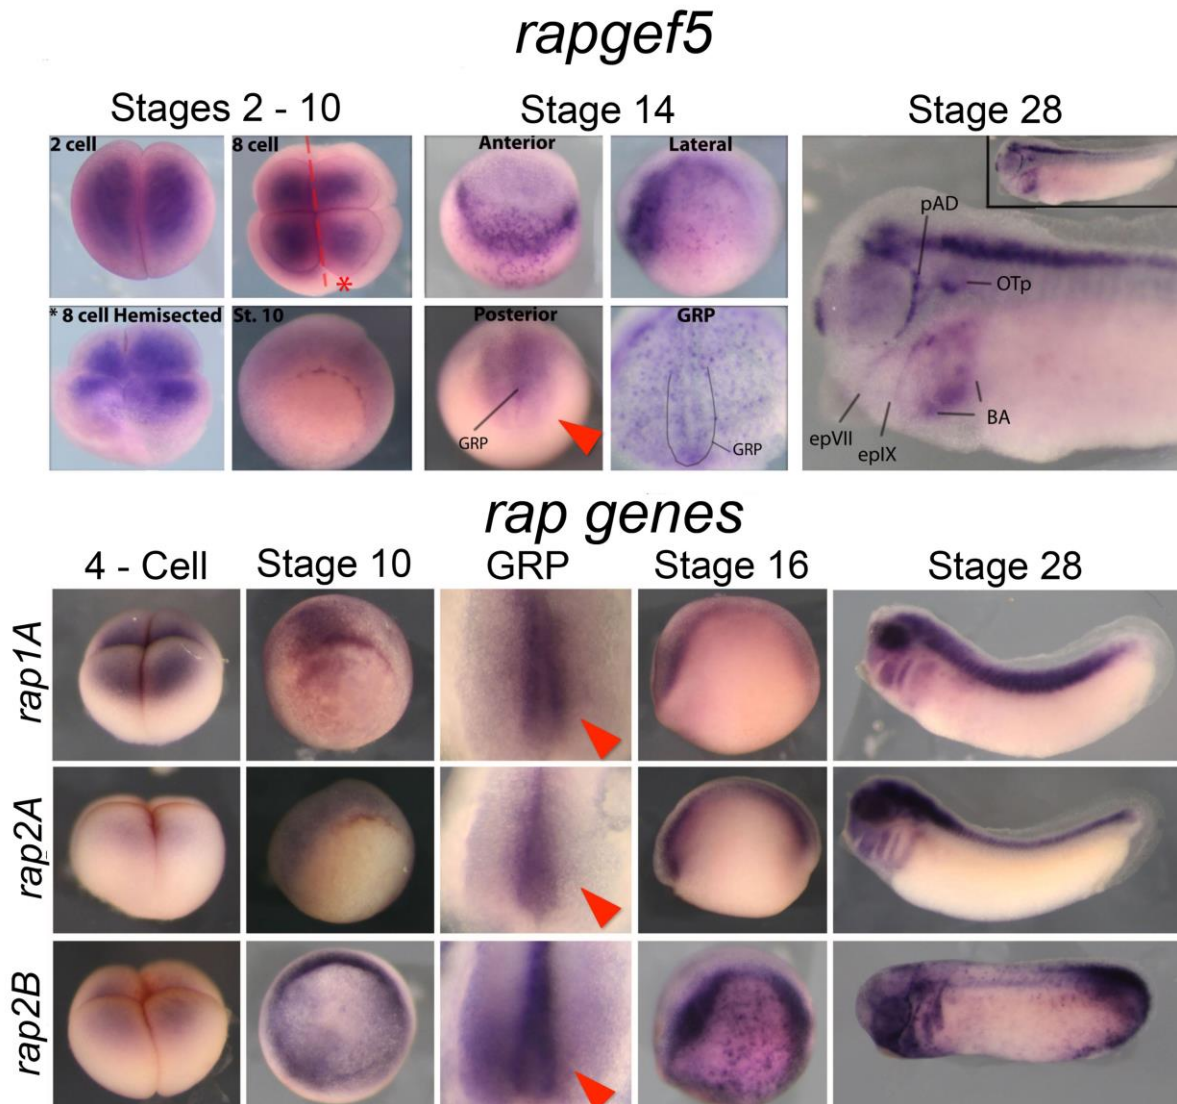 rapgef5
Stages 2 - 10
Stage 14
Stage 28
2 cell
8 cell
*
Anterior
Lateral
pAD
OTp
BA
epVII
epIX
* 8 cell Hemisected
St. 10
Posterior
GRP
GRP
GRP
rap genes
4 - Cell
Stage 10
GRP
Stage 16
Stage 28
rap1A
rap2A
rap2B